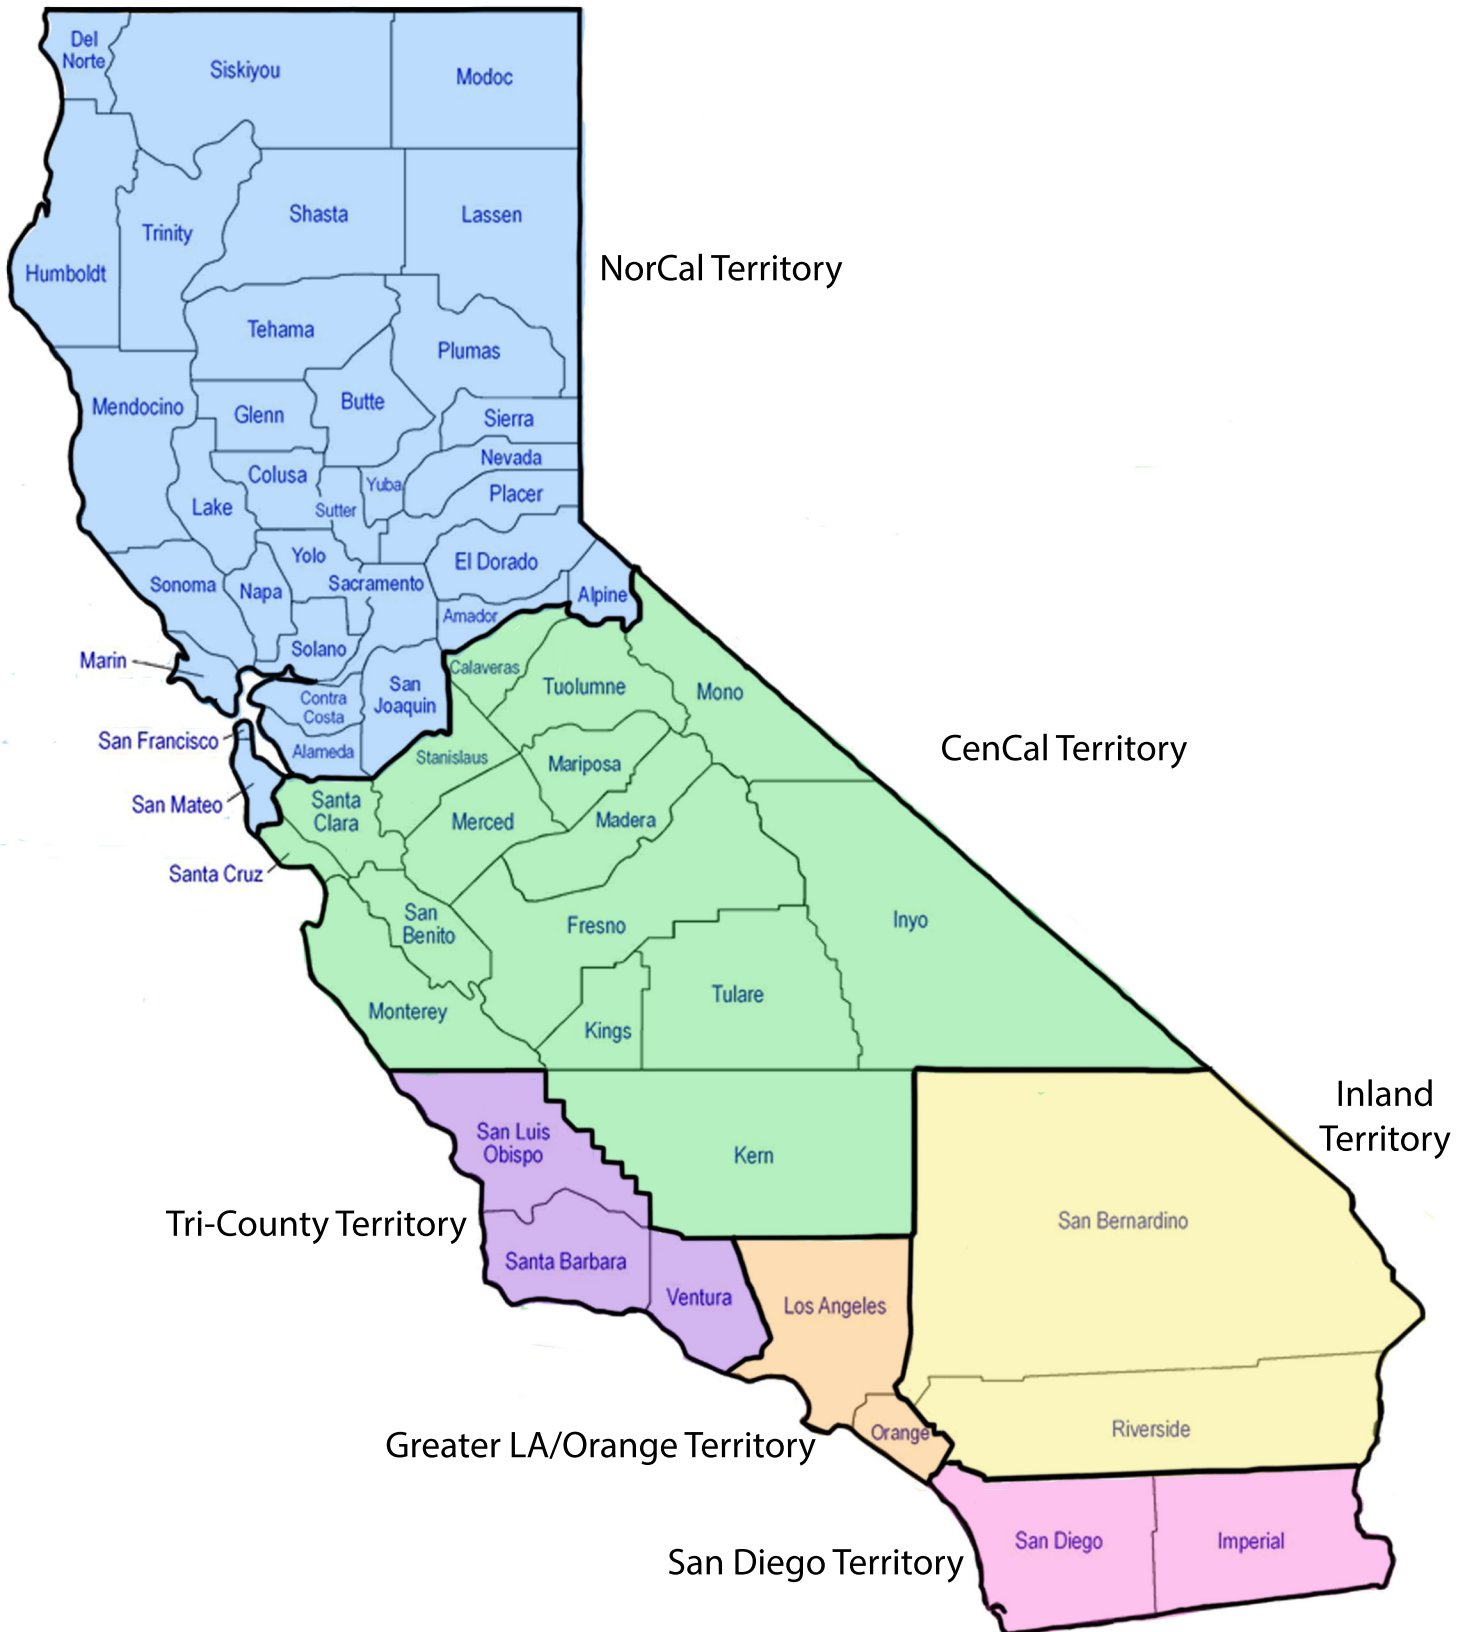 Del
Norte
Siskiyou
Modoc
Shasta
Lassen
Trinity
Humboldt
NorCal Territory
Tehama
Plumas
Mendocino
Glenn
Butte
Sierra
Nevada
Colusa
Yuba
Placer
Lake
Sutter
Yolo
El Dorado
Sonoma
Napa
Sacramento
Alpine
Amador
Solano
Marin
Calaveras
San
Joaquin
Tuolumne
Mono
Contra
Costa
San Francisco
Alameda
Stanislaus
CenCal Territory
Mariposa
San Mateo
Santa
Clara
Merced
Madera
Santa Cruz
San
Benito
Fresno
Inyo
Tulare
Monterey
Kings
Inland
Territory
San Luis
Obispo
Kern
Tri-County Territory
San Bernardino
Santa Barbara
Ventura
Los Angeles
Greater LA/Orange Territory
Orange
Riverside
San Diego Territory
San Diego
Imperial